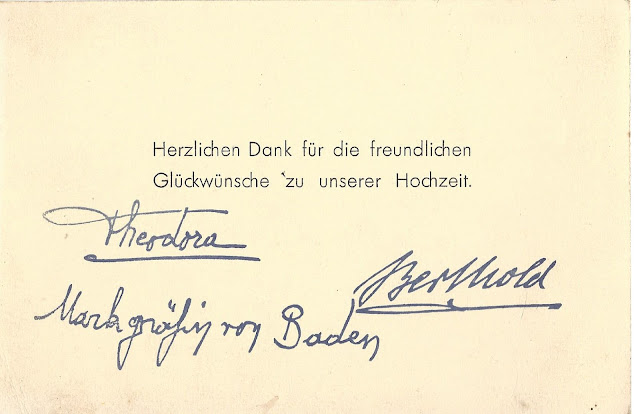 Herzlichen Dank für die freundlichen
Glückwünsche zu unserer Hochzeit.
Theodora
Berthold
Markgräfin von Baden